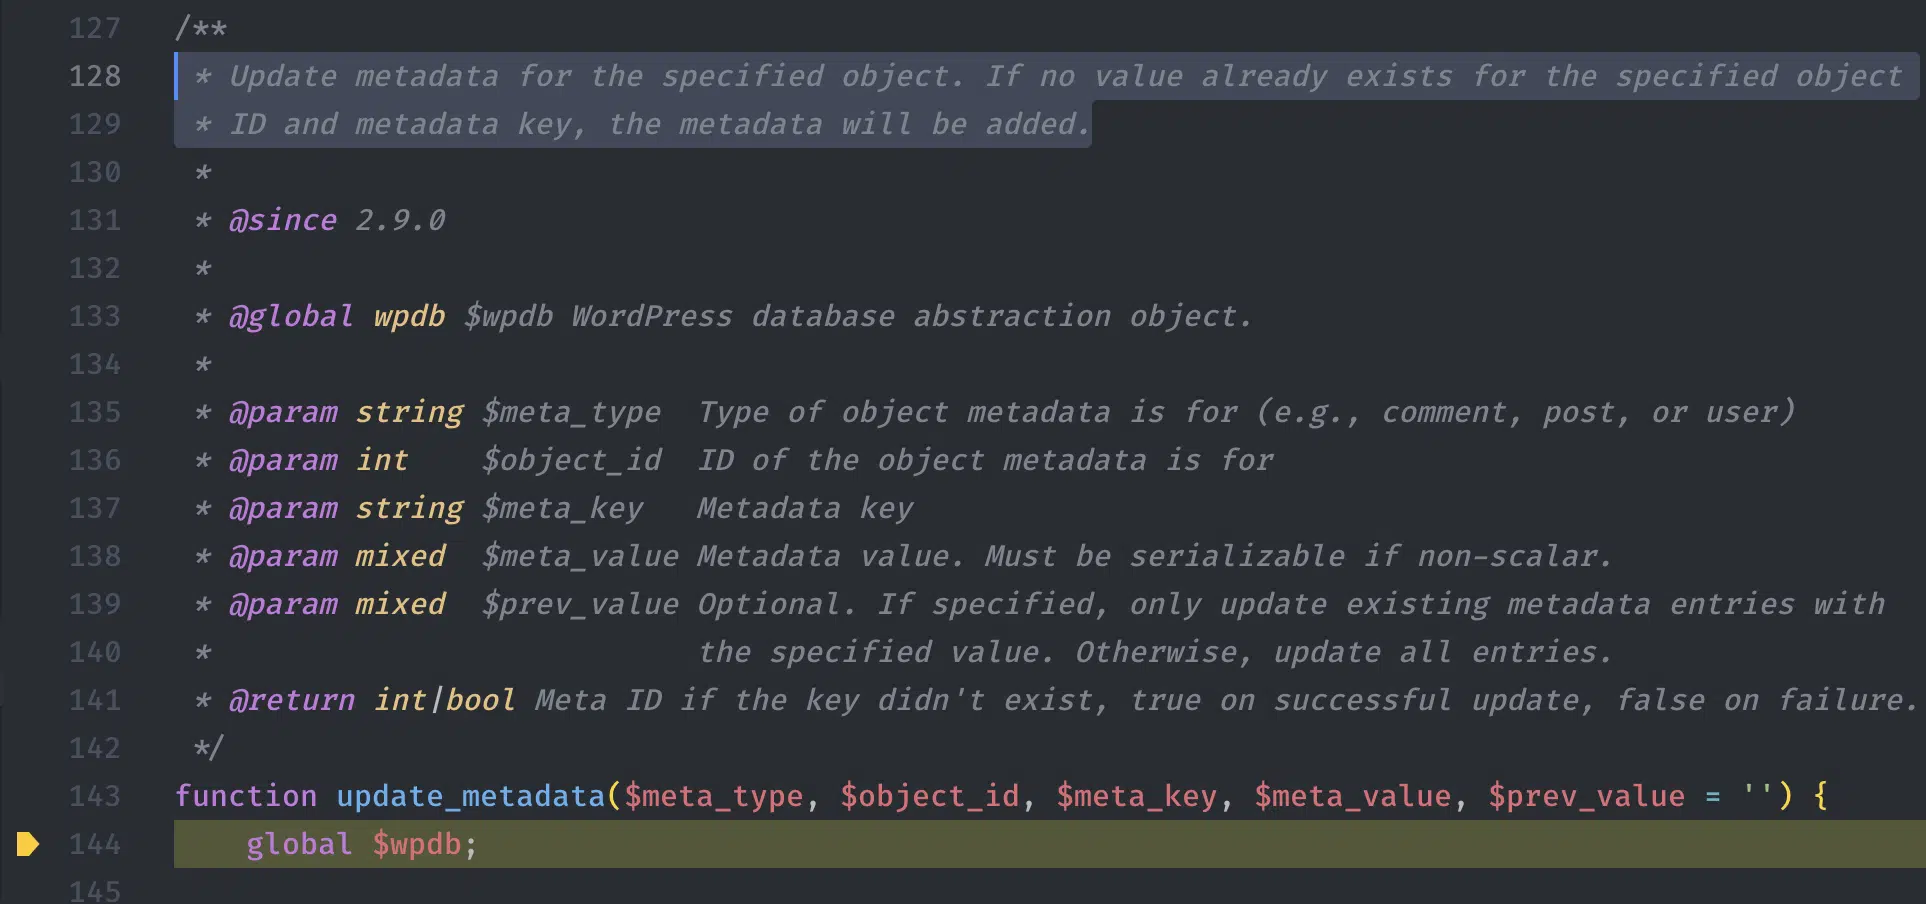 127 /**
128 * Update metadata for the specified object. If no value already exists for the specified object
129 * ID and metadata key, the metadata will be added.
130 *
131 * @since 2.9.0
132 *
133 * @global wpdb $wpdb WordPress database abstraction object.
134 *
135 * @param string $meta_type  Type of object metadata is for (e.g., comment, post, or user)
136 * @param int    $object_id  ID of the object metadata is for
137 * @param string $meta_key   Metadata key
138 * @param mixed  $meta_value Metadata value. Must be serializable if non-scalar.
139 * @param mixed  $prev_value Optional. If specified, only update existing metadata entries with
140 *                           the specified value. Otherwise, update all entries.
141 * @return int|bool Meta ID if the key didn't exist, true on successful update, false on failure.
142 */
143 function update_metadata($meta_type, $object_id, $meta_key, $meta_value, $prev_value = '') {
144     global $wpdb;
145